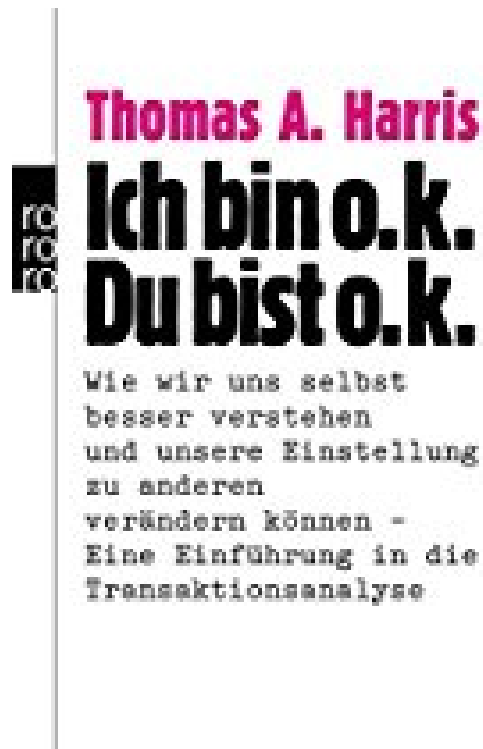 Thomas A. Harris
Ich bin o.k.
Du bist o.k.
ro
ro
ro
Wie wir uns selbst
besser verstehen
und unsere Einstellung
zu anderen
verändern können –
Eine Einführung in die
Transaktionsanalyse